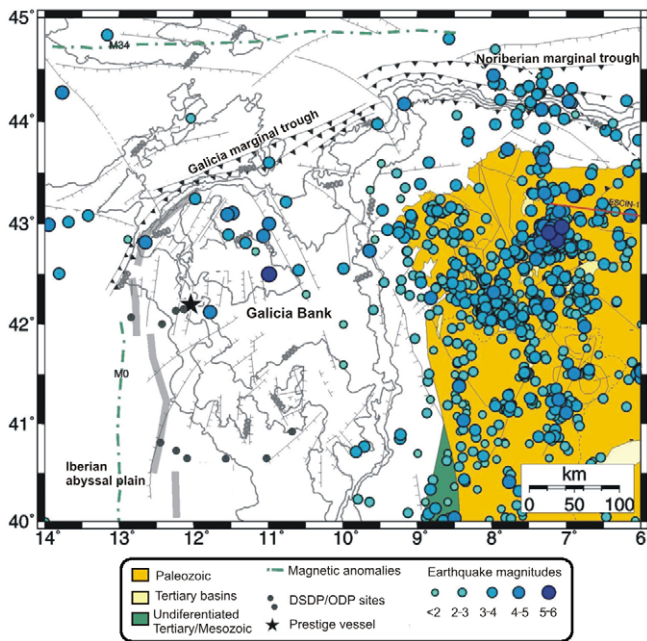 45°
44°
43°
42°
41°
40°
14°
13°
12°
11°
10°
9°
8°
7°
6°
M34
Noriberian marginal trough
Galicia marginal trough
ESCIN-1
Galicia Bank
M0
Iberian
abyssal plain
km
0 50 100
Paleozoic
Tertiary basins
Undiferentiated
Tertiary/Mesozoic
Magnetic anomalies
DSDP/ODP sites
Prestige vessel
Earthquake magnitudes
<2 2-3 3-4 4-5 5-6